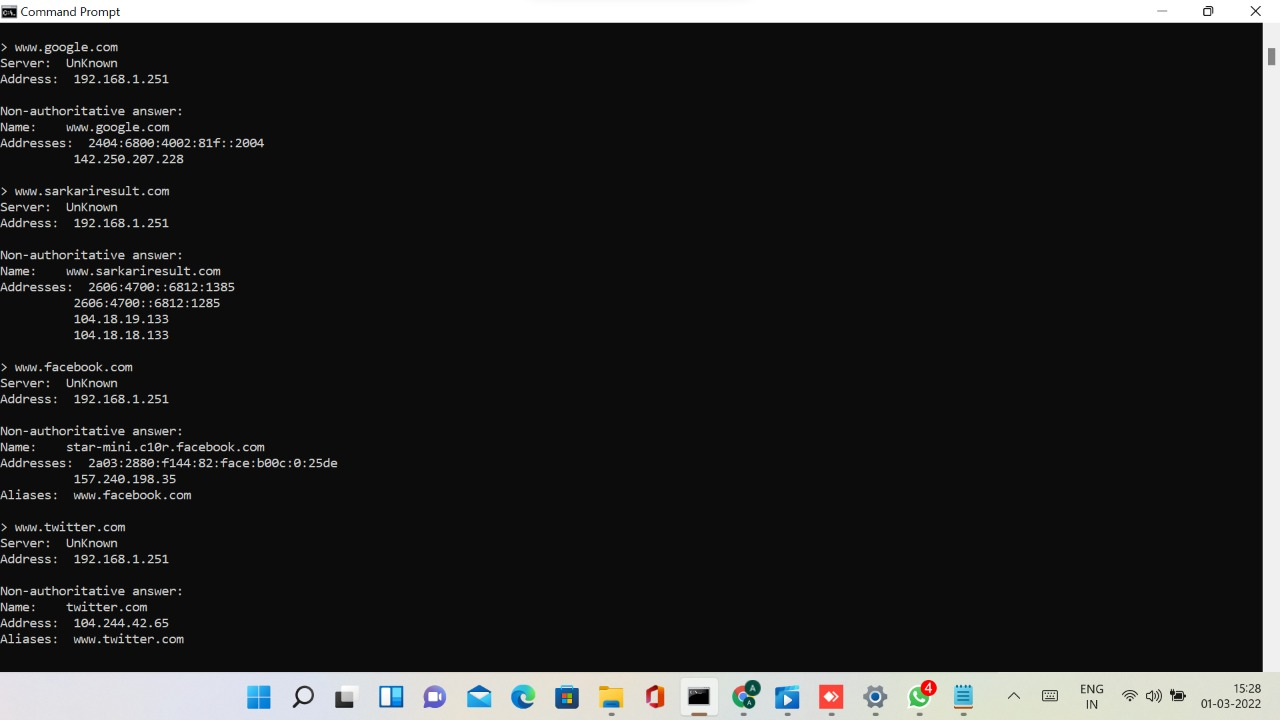 Command Prompt
> www.google.com
Server:  UnKnown
Address:  192.168.1.251
Non-authoritative answer:
Name:    www.google.com
Addresses:  2404:6800:4002:81f::2004
142.250.207.228
> www.sarkariresult.com
Server:  UnKnown
Address:  192.168.1.251
Non-authoritative answer:
Name:    www.sarkariresult.com
Addresses:  2606:4700::6812:1385
2606:4700::6812:1285
104.18.19.133
104.18.18.133
> www.facebook.com
Server:  UnKnown
Address:  192.168.1.251
Non-authoritative answer:
Name:    star-mini.c10r.facebook.com
Addresses:  2a03:2880:f144:82:face:b00c:0:25de
157.240.198.35
Aliases:  www.facebook.com
> www.twitter.com
Server:  UnKnown
Address:  192.168.1.251
Non-authoritative answer:
Name:    twitter.com
Address:  104.244.42.65
Aliases:  www.twitter.com
A
A
4
ENG
IN
15:28
01-03-2022